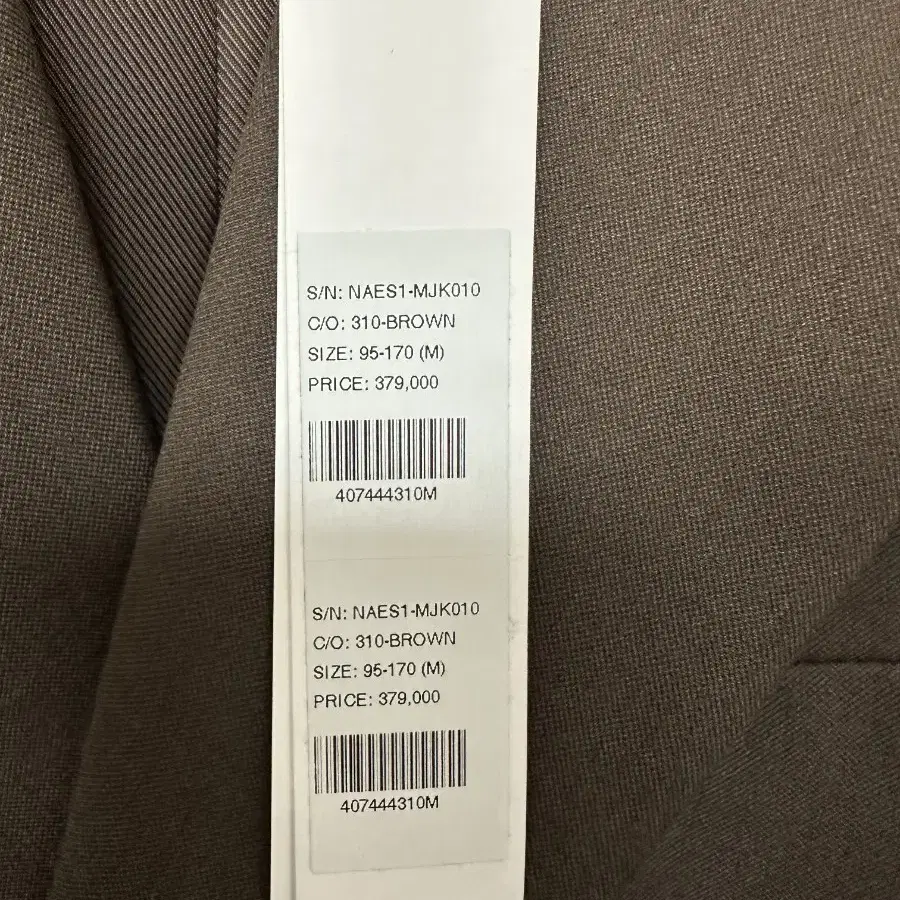 S/N: NAES1-MJK010
C/O: 310-BROWN
SIZE: 95-170 (M)
PRICE: 379,000
407444310M
S/N: NAES1-MJK010
C/O: 310-BROWN
SIZE: 95-170 (M)
PRICE: 379,000
407444310M